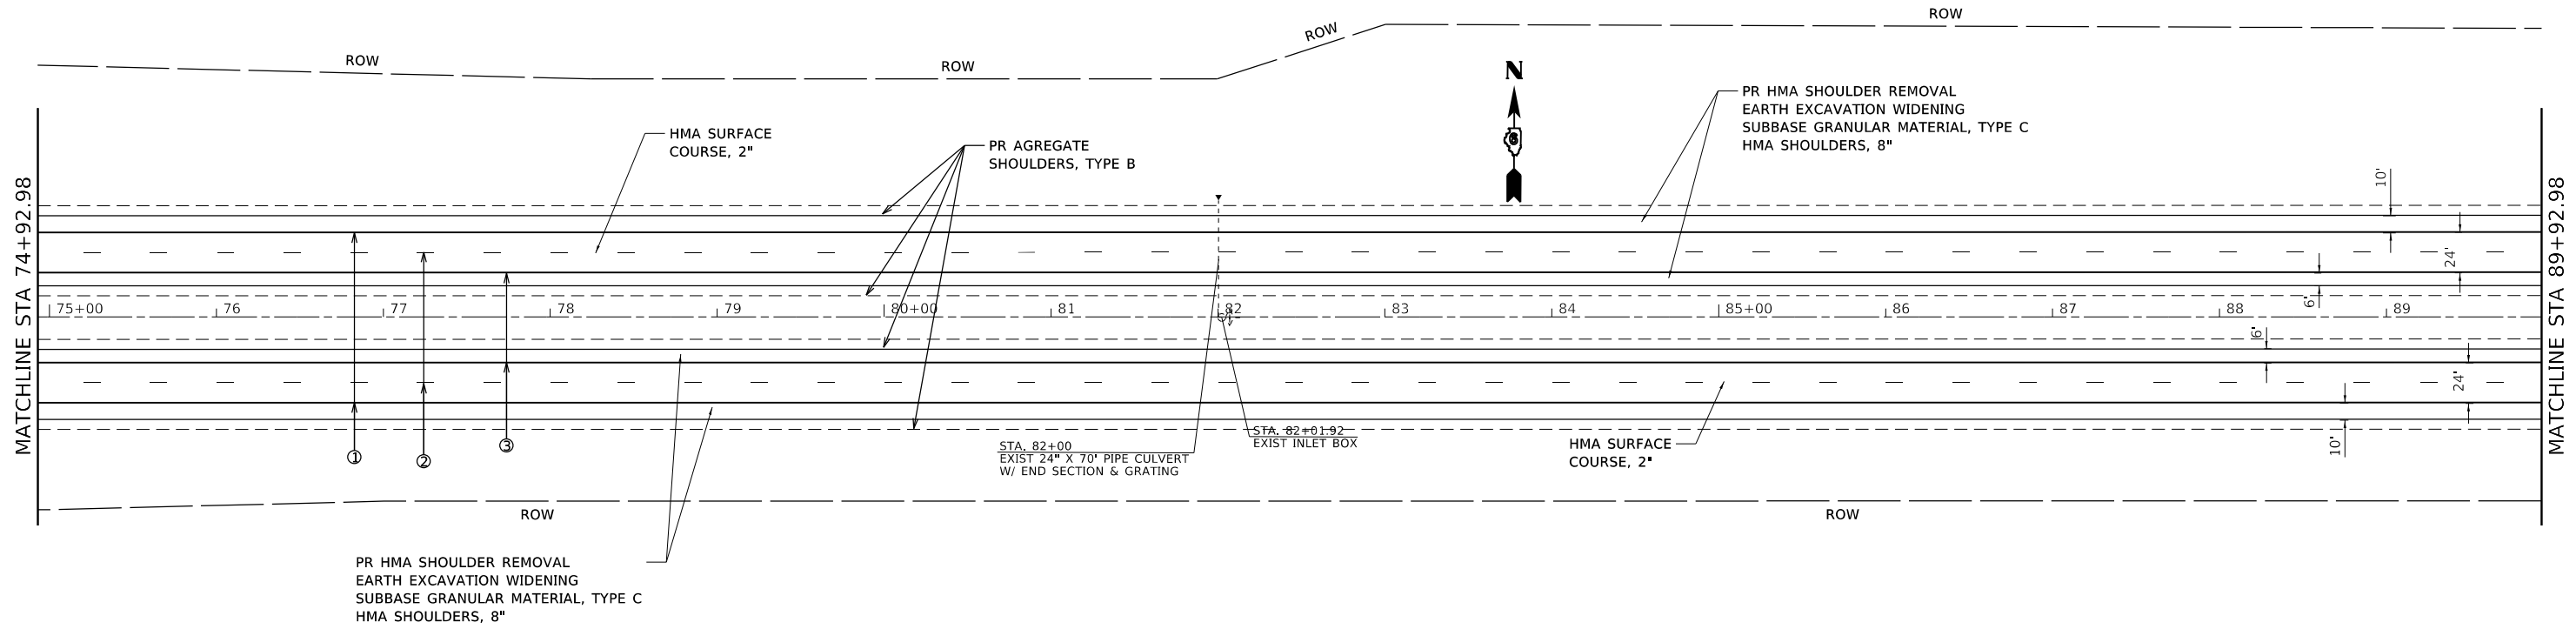 ROW
ROW
ROW
ROW
N
6
PR HMA SHOULDER REMOVAL
EARTH EXCAVATION WIDENING
SUBBASE GRANULAR MATERIAL, TYPE C
HMA SHOULDERS, 8"
HMA SURFACE
COURSE, 2"
PR AGREGATE
SHOULDERS, TYPE B
MATCHLINE STA 74+92.98
MATCHLINE STA 89+92.98
10'
24'
6'
75+00 76 77 78 79 80+00 81 82 83 84 85+00 86 87 88 89
6'
24'
10'
1
2
3
STA. 82+00
EXIST 24" X 70' PIPE CULVERT
W/ END SECTION & GRATING
STA. 82+01.92
EXIST INLET BOX
HMA SURFACE
COURSE, 2"
ROW
ROW
PR HMA SHOULDER REMOVAL
EARTH EXCAVATION WIDENING
SUBBASE GRANULAR MATERIAL, TYPE C
HMA SHOULDERS, 8"